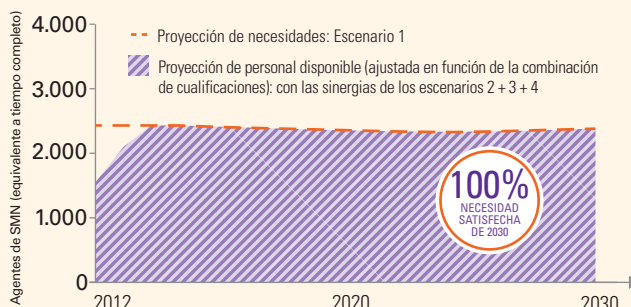 Agentes de SMN (equivalente a tiempo completo)
4.000
3.000
2.000
1.000
0
Proyección de necesidades: Escenario 1
Proyección de personal disponible (ajustada en función de la combinación
de cualificaciones): con las sinergias de los escenarios 2 + 3 + 4
100%
NECESIDAD
SATISFECHA
DE 2030
2012
2020
2030